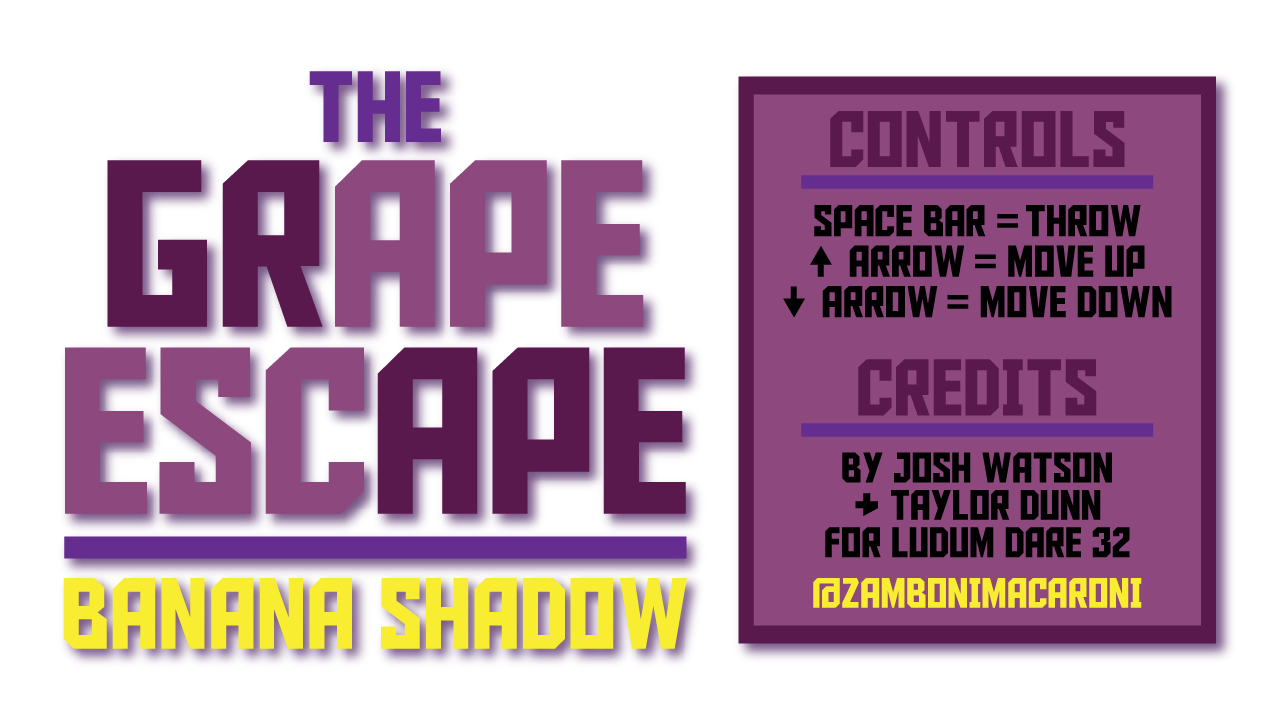 THE
GRAPE
ESCAPE
BANANA SHADOW
CONTROLS
SPACE BAR = THROW
↑ ARROW = MOVE UP
↓ ARROW = MOVE DOWN
CREDITS
BY JOSH WATSON
+ TAYLOR DUNN
FOR LUDUM DARE 32
@ZAMBONIMACARONI